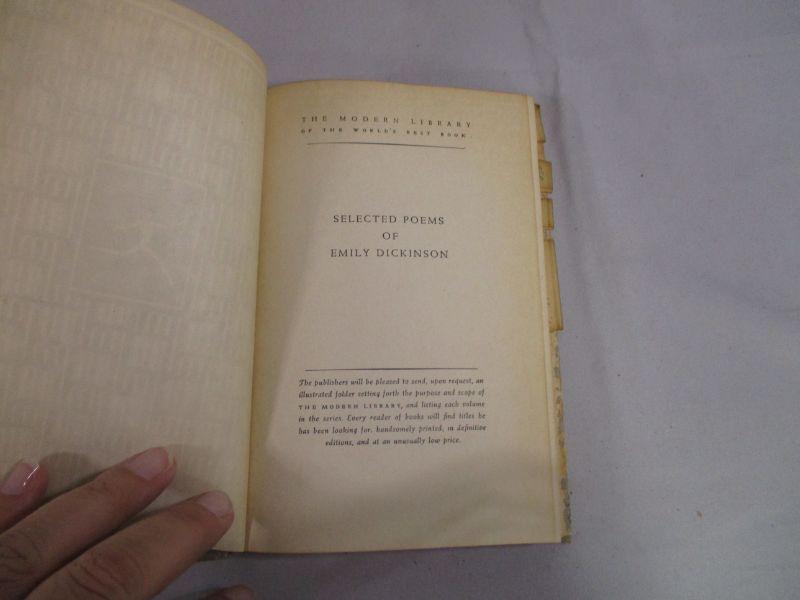 THE MODERN LIBRARY
OF THE WORLD'S BEST BOOK
SELECTED POEMS
OF
EMILY DICKINSON
The publishers will be pleased to send, upon request, an
illustrated folder setting forth the purpose and scope of
THE MODERN LIBRARY, and listing each volume
in the series. Every reader of books will find titles he
has been looking for, handsomely printed, in definitive
editions, and at an unusually low price.